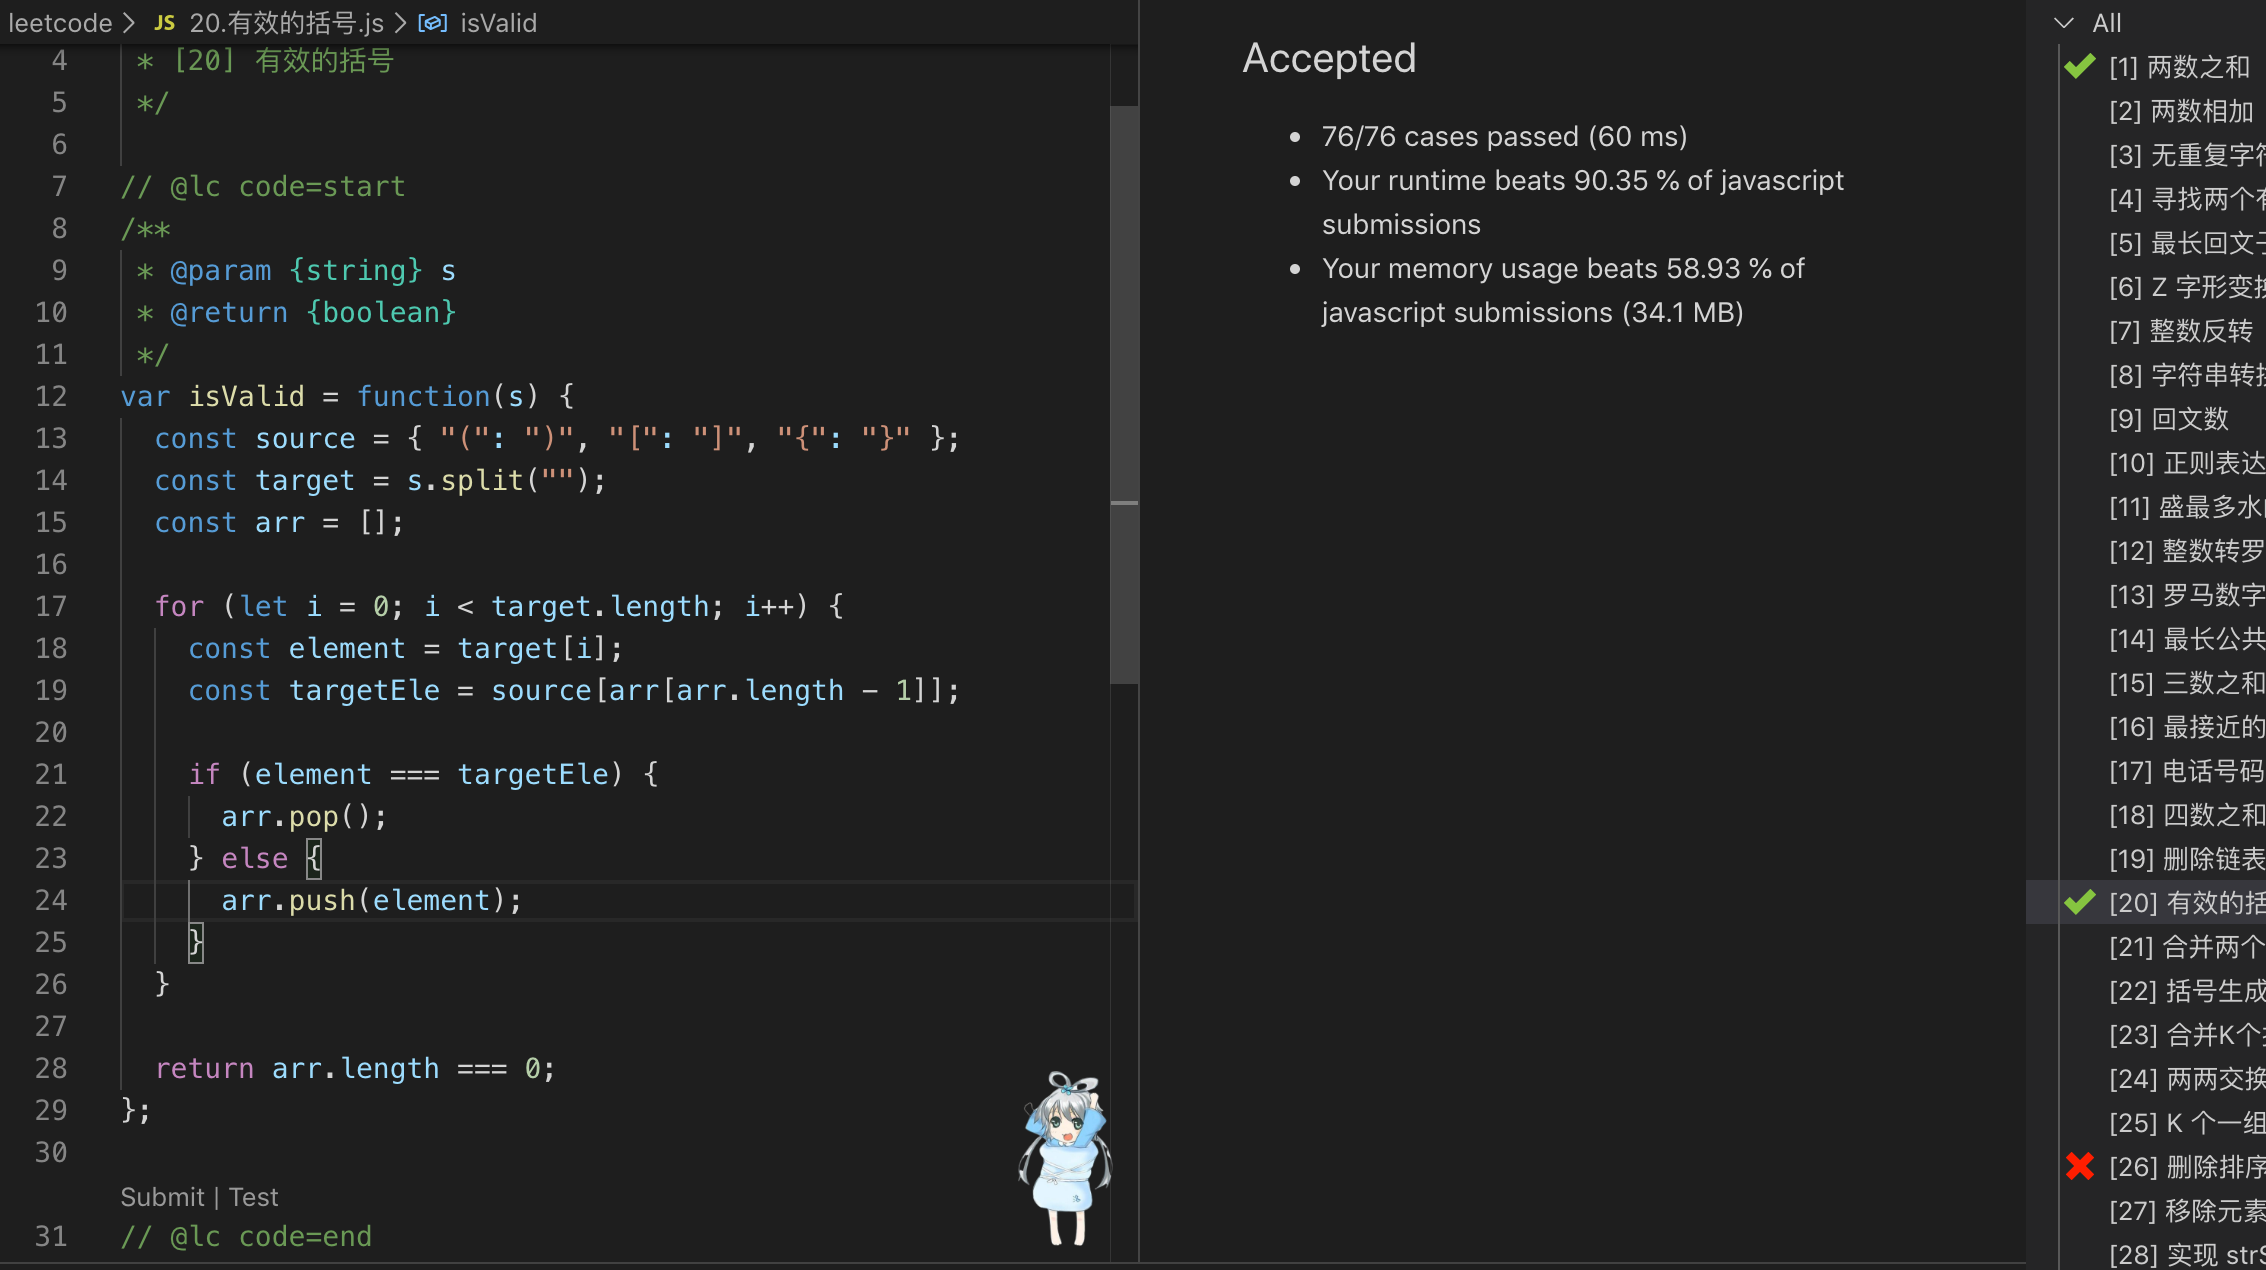 leetcode > JS 20.有效的括号.js > isValid
4 * [20] 有效的括号
5 */
6
7 // @lc code=start
8 /**
9 * @param {string} s
10 * @return {boolean}
11 */
12 var isValid = function(s) {
13 const source = { "(": ")", "[": "]", "{": "}" };
14 const target = s.split("");
15 const arr = [];
16
17 for (let i = 0; i < target.length; i++) {
18 const element = target[i];
19 const targetEle = source[arr[arr.length - 1]];
20
21 if (element === targetEle) {
22 arr.pop();
23 } else {
24 arr.push(element);
25 }
26 }
27
28 return arr.length === 0;
29 };
30
Submit | Test
31 // @lc code=end
Accepted
• 76/76 cases passed (60 ms)
• Your runtime beats 90.35 % of javascript
submissions
• Your memory usage beats 58.93 % of
javascript submissions (34.1 MB)
All
[1] 两数之和
[2] 两数相加
[3] 无重复字符
[4] 寻找两个有
[5] 最长回文子
[6] Z 字形变换
[7] 整数反转
[8] 字符串转换
[9] 回文数
[10] 正则表达
[11] 盛最多水
[12] 整数转罗
[13] 罗马数字
[14] 最长公共
[15] 三数之和
[16] 最接近的
[17] 电话号码
[18] 四数之和
[19] 删除链表
[20] 有效的括
[21] 合并两个
[22] 括号生成
[23] 合并K个
[24] 两两交换
[25] K 个一组
[26] 删除排序
[27] 移除元素
[28] 实现 strS